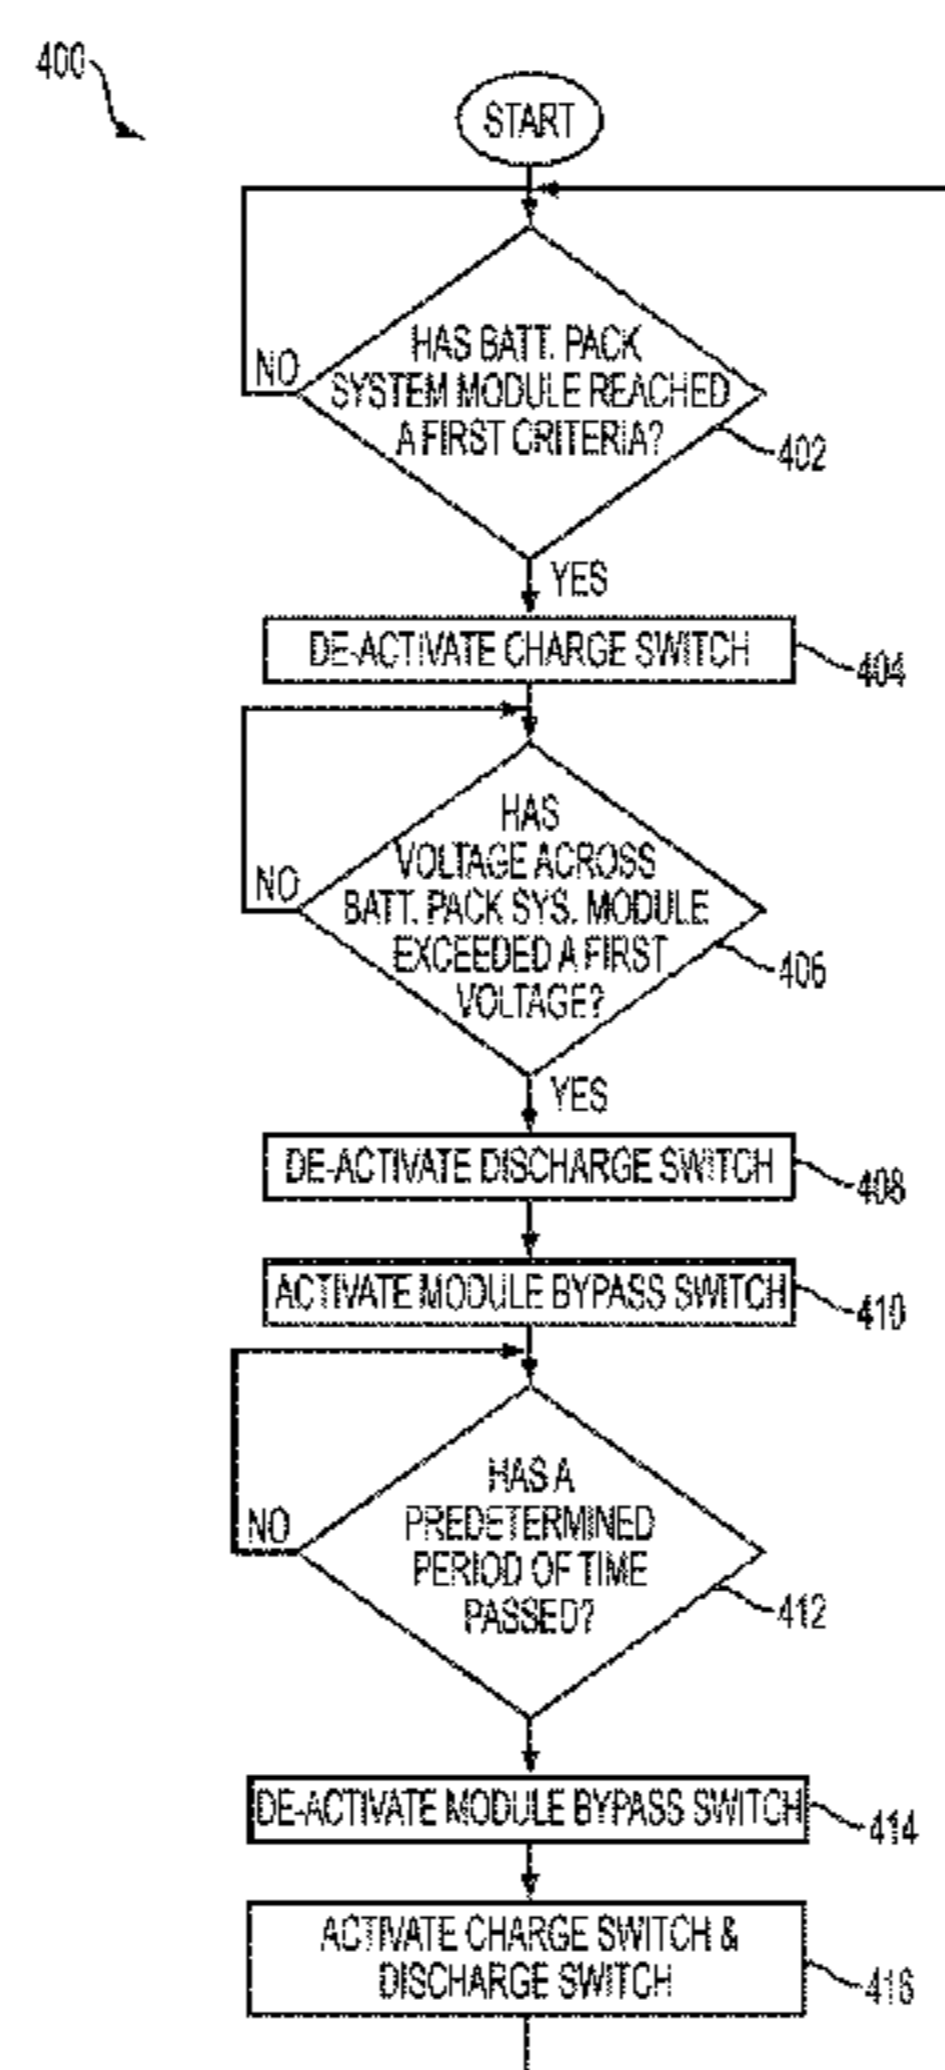 400
START
NO
HAS BATT. PACK
SYSTEM MODULE REACHED
A FIRST CRITERIA?
402
YES
DE-ACTIVATE CHARGE SWITCH
404
NO
HAS
VOLTAGE ACROSS
BATT. PACK SYS. MODULE
EXCEEDED A FIRST
VOLTAGE?
406
YES
DE-ACTIVATE DISCHARGE SWITCH
408
ACTIVATE MODULE BYPASS SWITCH
410
NO
HAS A
PREDETERMINED
PERIOD OF TIME
PASSED?
412
DE-ACTIVATE MODULE BYPASS SWITCH
414
ACTIVATE CHARGE SWITCH &
DISCHARGE SWITCH
416